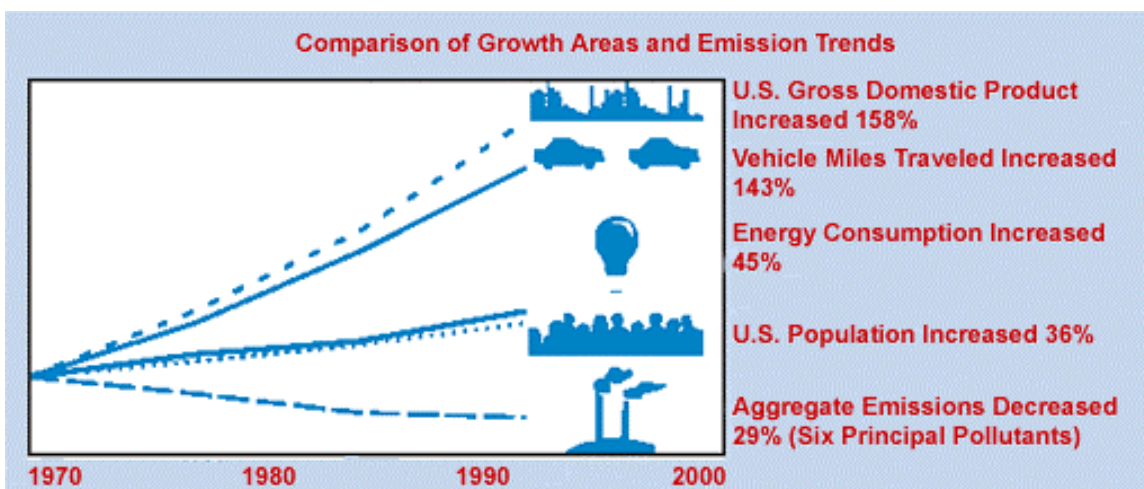 Comparison of Growth Areas and Emission Trends
U.S. Gross Domestic Product
Increased 158%
Vehicle Miles Traveled Increased
143%
Energy Consumption Increased
45%
U.S. Population Increased 36%
Aggregate Emissions Decreased
29% (Six Principal Pollutants)
1970 1980 1990 2000